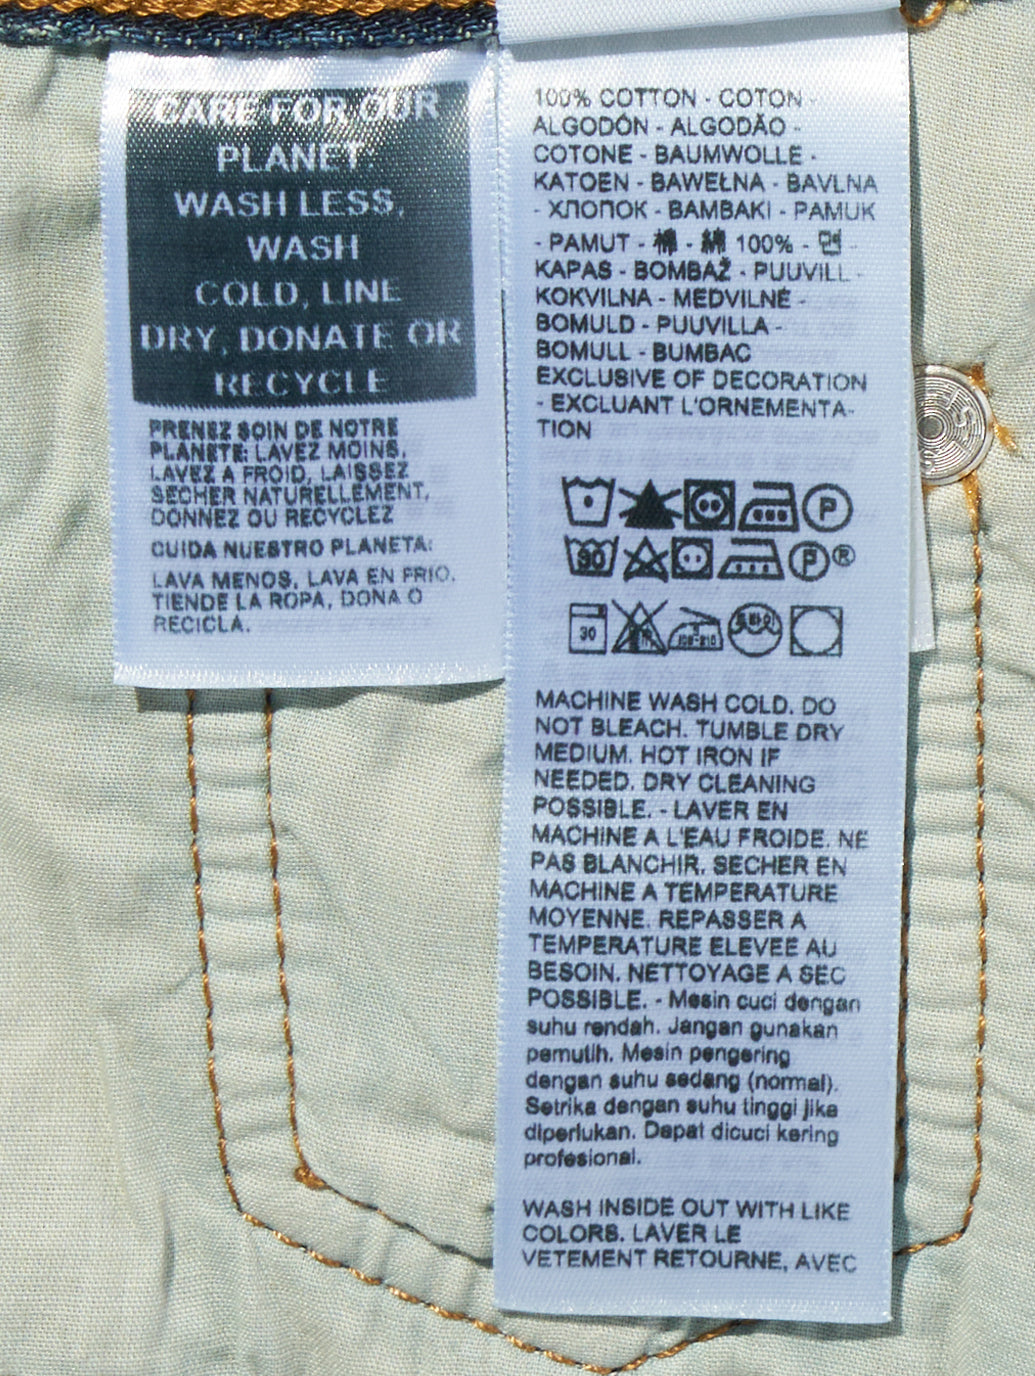 CARE FOR OUR
PLANET:
WASH LESS,
WASH
COLD, LINE
DRY, DONATE OR
RECYCLE
PRENEZ SOIN DE NOTRE
PLANETE: LAVEZ MOINS,
LAVEZ A FROID, LAISSEZ
SECHER NATURELLEMENT,
DONNEZ OU RECYCLEZ
CUIDA NUESTRO PLANETA:
LAVA MENOS, LAVA EN FRIO.
TIENDE LA ROPA, DONA O
RECICLA.
100% COTTON - COTON -
ALGODÓN - ALGODÃO -
COTONE - BAUMWOLLE -
KATOEN - BAWEŁNA - BAVLNA
- ХЛОПОК - BAMBAKI - PAMUK
- PAMUT - 棉 - 綿 100% - 면 -
KAPAS - BOMBAŽ - PUUVILL -
KOKVILNA - MEDVILNĖ -
BOMULD - PUUVILLA -
BOMULL - BUMBAC
EXCLUSIVE OF DECORATION
- EXCLUANT L'ORNEMENTA-
TION
P
30 P ®
30 드라이
MACHINE WASH COLD. DO
NOT BLEACH. TUMBLE DRY
MEDIUM. HOT IRON IF
NEEDED. DRY CLEANING
POSSIBLE. - LAVER EN
MACHINE A L'EAU FROIDE. NE
PAS BLANCHIR. SECHER EN
MACHINE A TEMPERATURE
MOYENNE. REPASSER A
TEMPERATURE ELEVEE AU
BESOIN. NETTOYAGE A SEC
POSSIBLE. - Mesin cuci dengan
suhu rendah. Jangan gunakan
pemutih. Mesin pengering
dengan suhu sedang (normal).
Setrika dengan suhu tinggi jika
diperlukan. Dapat dicuci kering
profesional.
WASH INSIDE OUT WITH LIKE
COLORS. LAVER LE
VETEMENT RETOURNE, AVEC